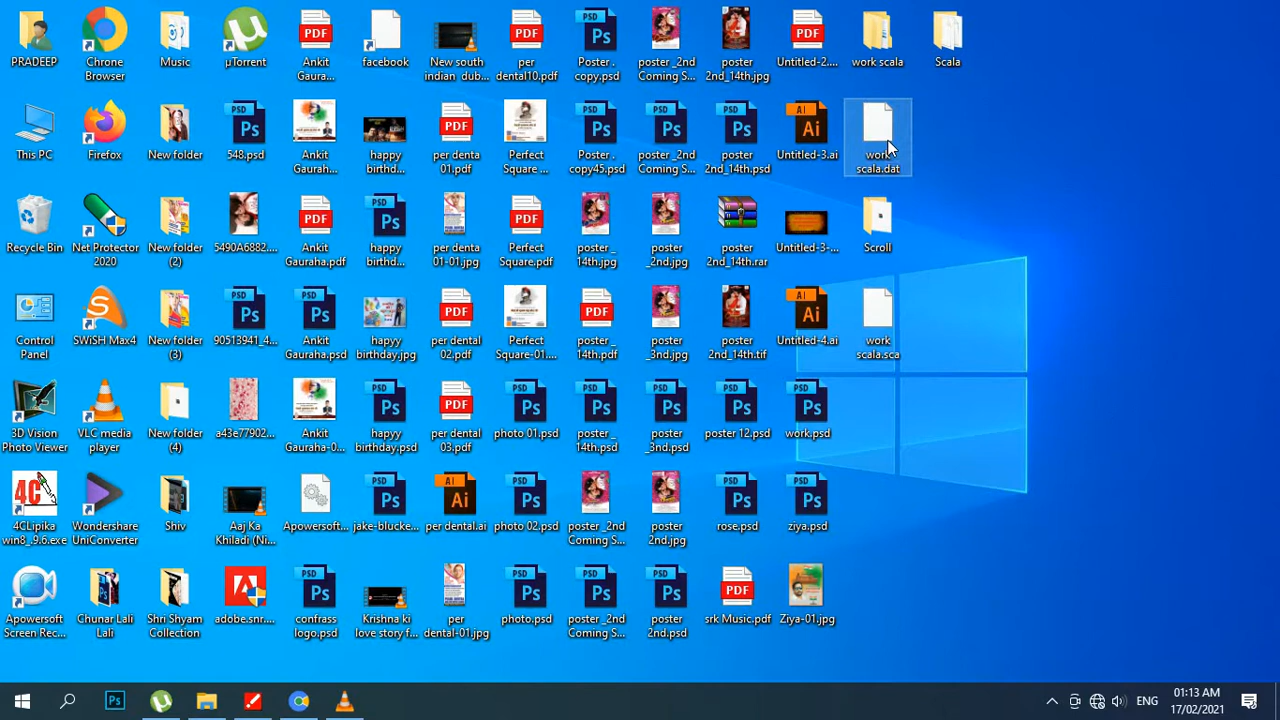 PRADEEP
Chrome Browser
Music
µTorrent
Ankit Gaura...
facebook
New south indian dub...
per dental10.pdf
Poster . copy.psd
poster _2nd Coming S...
poster 2nd_14th.jpg
Untitled-2....
work scala
Scala
This PC
Firefox
New folder
548.psd
Ankit Gaurah...
happy birthd...
per denta 01.pdf
Perfect Square ...
Poster . copy45.psd
poster _2nd Coming S...
poster 2nd_14th.psd
Untitled-3.ai
work scala.dat
Recycle Bin
Net Protector 2020
New folder (2)
5490A6882....
Ankit Gauraha.pdf
happy birthd...
per denta 01-01.jpg
Perfect Square.pdf
poster _ 14th.jpg
poster _2nd.jpg
poster 2nd_14th.rar
Untitled-3-...
Scroll
Control Panel
SWiSH Max4
New folder (3)
90513941_4...
Ankit Gauraha.psd
hapyy birthday.jpg
per dental 02.pdf
Perfect Square-01....
poster _ 14th.pdf
poster _3rd.jpg
poster 2nd_14th.tif
Untitled-4.ai
work scala.sca
3D Vision Photo Viewer
VLC media player
New folder (4)
a43e77902...
Ankit Gauraha-0...
hapyy birthday.psd
per dental 03.pdf
photo 01.psd
poster _ 14th.psd
poster _3nd.psd
poster 12.psd
work.psd
4CLipika win8_.9.6.exe
Wondershare UniConverter
Shiv
Aaj Ka Khiladi (Ni...
Apowersoft...
jake-blucke...
per dental.ai
photo 02.psd
poster _2nd Coming S...
poster 2nd.jpg
rose.psd
ziya.psd
Apowersoft Screen Rec...
Chunar Lali Lali
Shri Shyam Collection
adobe.snr....
confrass logo.psd
Krishna ki love story f...
per dental-01.jpg
photo.psd
poster _2nd Coming S...
poster 2nd.psd
srk Music.pdf
Ziya-01.jpg
ENG
01:13 AM
17/02/2021